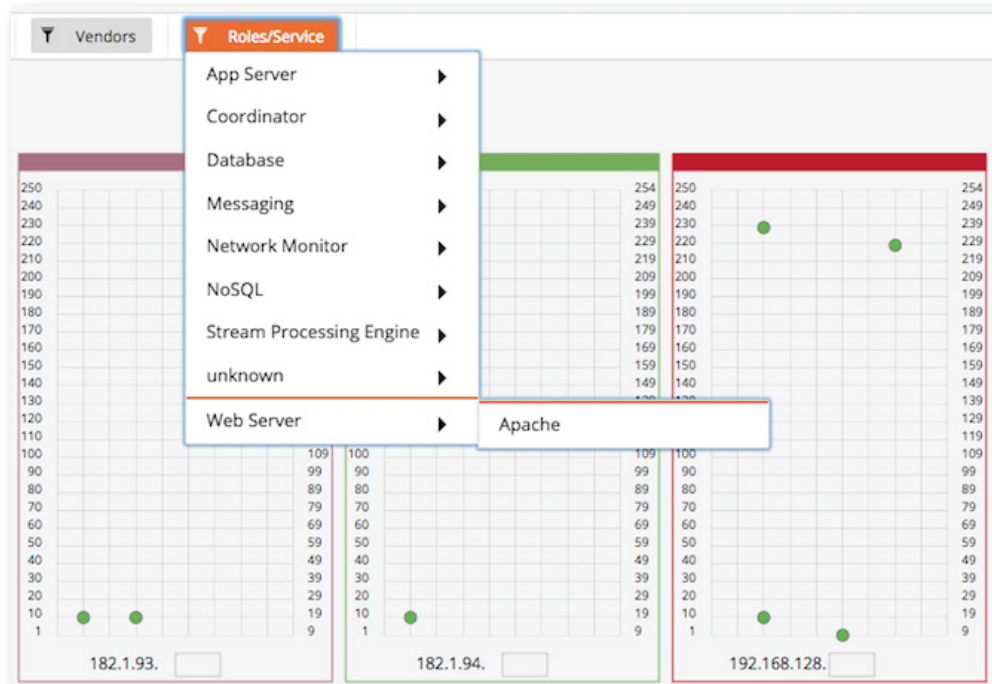 Vendors
Roles/Service
App Server
Coordinator
Database
Messaging
Network Monitor
NoSQL
Stream Processing Engine
unknown
Web Server
Apache
250 254 250 254
240 249 240 249
230 239 230 239
220 229 220 229
210 219 210 219
200 209 200 209
190 199 190 199
180 189 180 189
170 179 170 179
160 169 160 169
150 159 150 159
140 149 140 149
130 139
120 129
110 119
100 109 100 109 100 109
90 99 90 99 90 99
80 89 80 89 80 89
70 79 70 79 70 79
60 69 60 69 60 69
50 59 50 59 50 59
40 49 40 49 40 49
30 39 30 39 30 39
20 29 20 29 20 29
10 19 10 19 10 19
1 9 1 9 1 9
182.1.93. 182.1.94. 192.168.128.